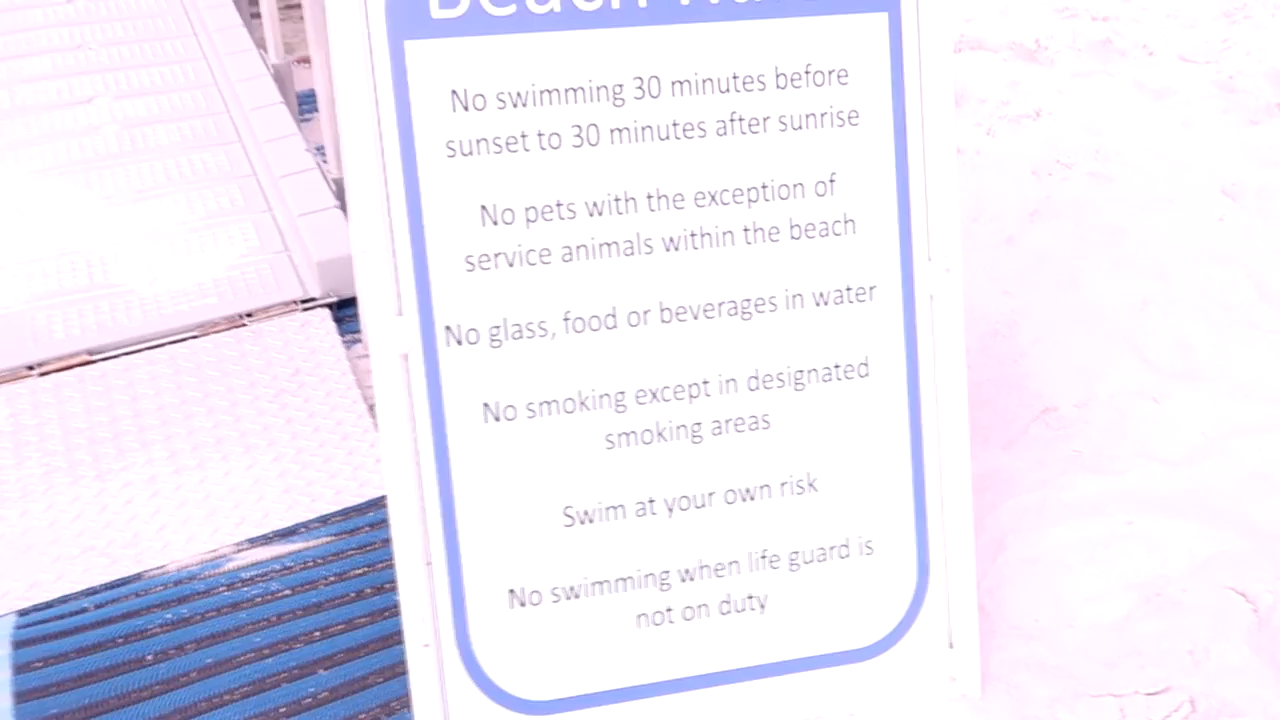 Beach
No swimming 30 minutes before
sunset to 30 minutes after sunrise
No pets with the exception of
service animals within the beach
No glass, food or beverages in water
No smoking except in designated
smoking areas
Swim at your own risk
No swimming when life guard is
not on duty